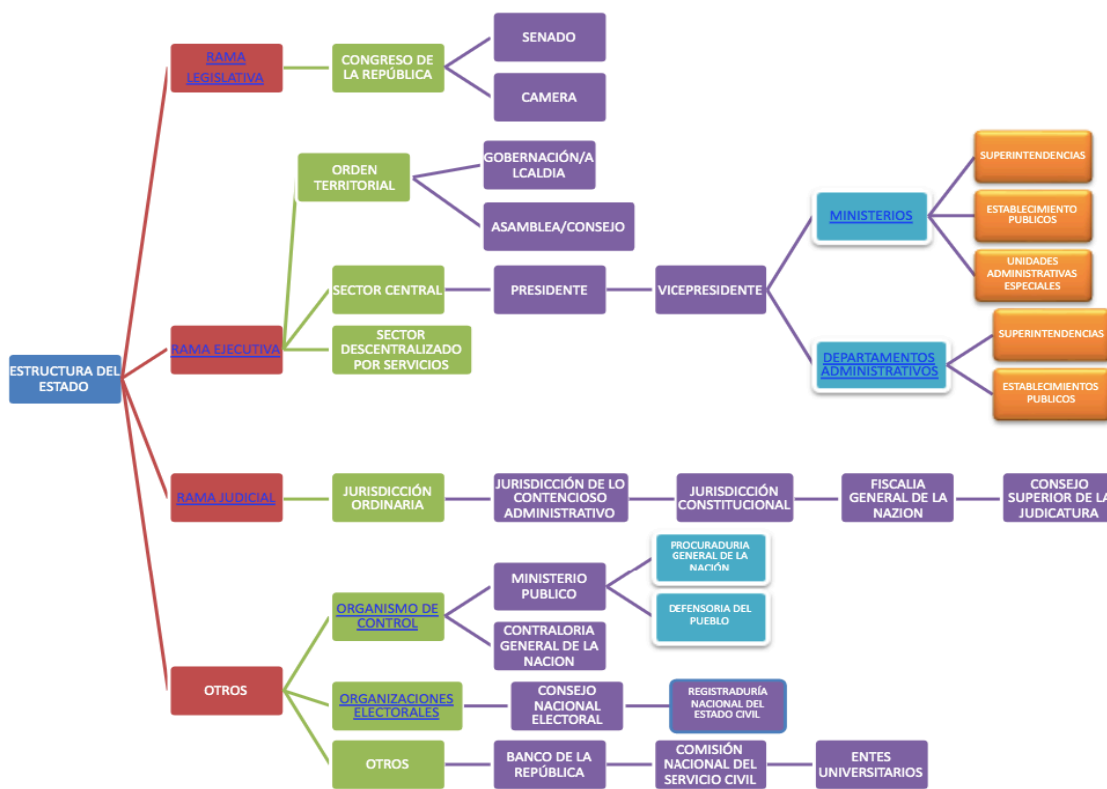 ESTRUCTURA DEL
ESTADO
RAMA
LEGISLATIVA
CONGRESO DE
LA REPÚBLICA
SENADO
CAMERA
RAMA EJECUTIVA
ORDEN
TERRITORIAL
GOBERNACIÓN/A
LCALDIA
ASAMBLEA/CONSEJO
SECTOR CENTRAL
PRESIDENTE
VICEPRESIDENTE
MINISTERIOS
SUPERINTENDENCIAS
ESTABLECIMIENTO
PUBLICOS
UNIDADES
ADMINISTRATIVAS
ESPECIALES
DEPARTAMENTOS
ADMINISTRATIVOS
SUPERINTENDENCIAS
ESTABLECIMIENTOS
PUBLICOS
SECTOR
DESCENTRALIZADO
POR SERVICIOS
RAMA JUDICIAL
JURISDICCIÓN
ORDINARIA
JURISDICCIÓN DE LO
CONTENCIOSO
ADMINISTRATIVO
JURISDICCIÓN
CONSTITUCIONAL
FISCALIA
GENERAL DE LA
NAZION
CONSEJO
SUPERIOR DE LA
JUDICATURA
OTROS
ORGANISMO DE
CONTROL
MINISTERIO
PUBLICO
PROCURADURIA
GENERAL DE LA
NACIÓN
DEFENSORIA DEL
PUEBLO
CONTRALORIA
GENERAL DE LA
NACION
ORGANIZACIONES
ELECTORALES
CONSEJO
NACIONAL
ELECTORAL
REGISTRADURÍA
NACIONAL DEL
ESTADO CIVIL
OTROS
BANCO DE LA
REPÚBLICA
COMISIÓN
NACIONAL DEL
SERVICIO CIVIL
ENTES
UNIVERSITARIOS